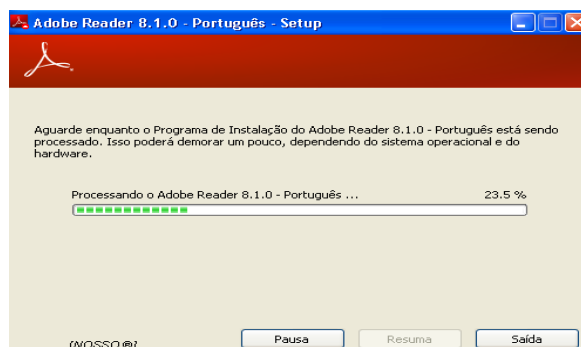 Adobe Reader 8.1.0 - Português - Setup
Aguarde enquanto o Programa de Instalação do Adobe Reader 8.1.0 - Português está sendo
processado. Isso poderá demorar um pouco, dependendo do sistema operacional e do
hardware.
Processando o Adobe Reader 8.1.0 - Português ... 23.5 %
Pausa Resuma Saída